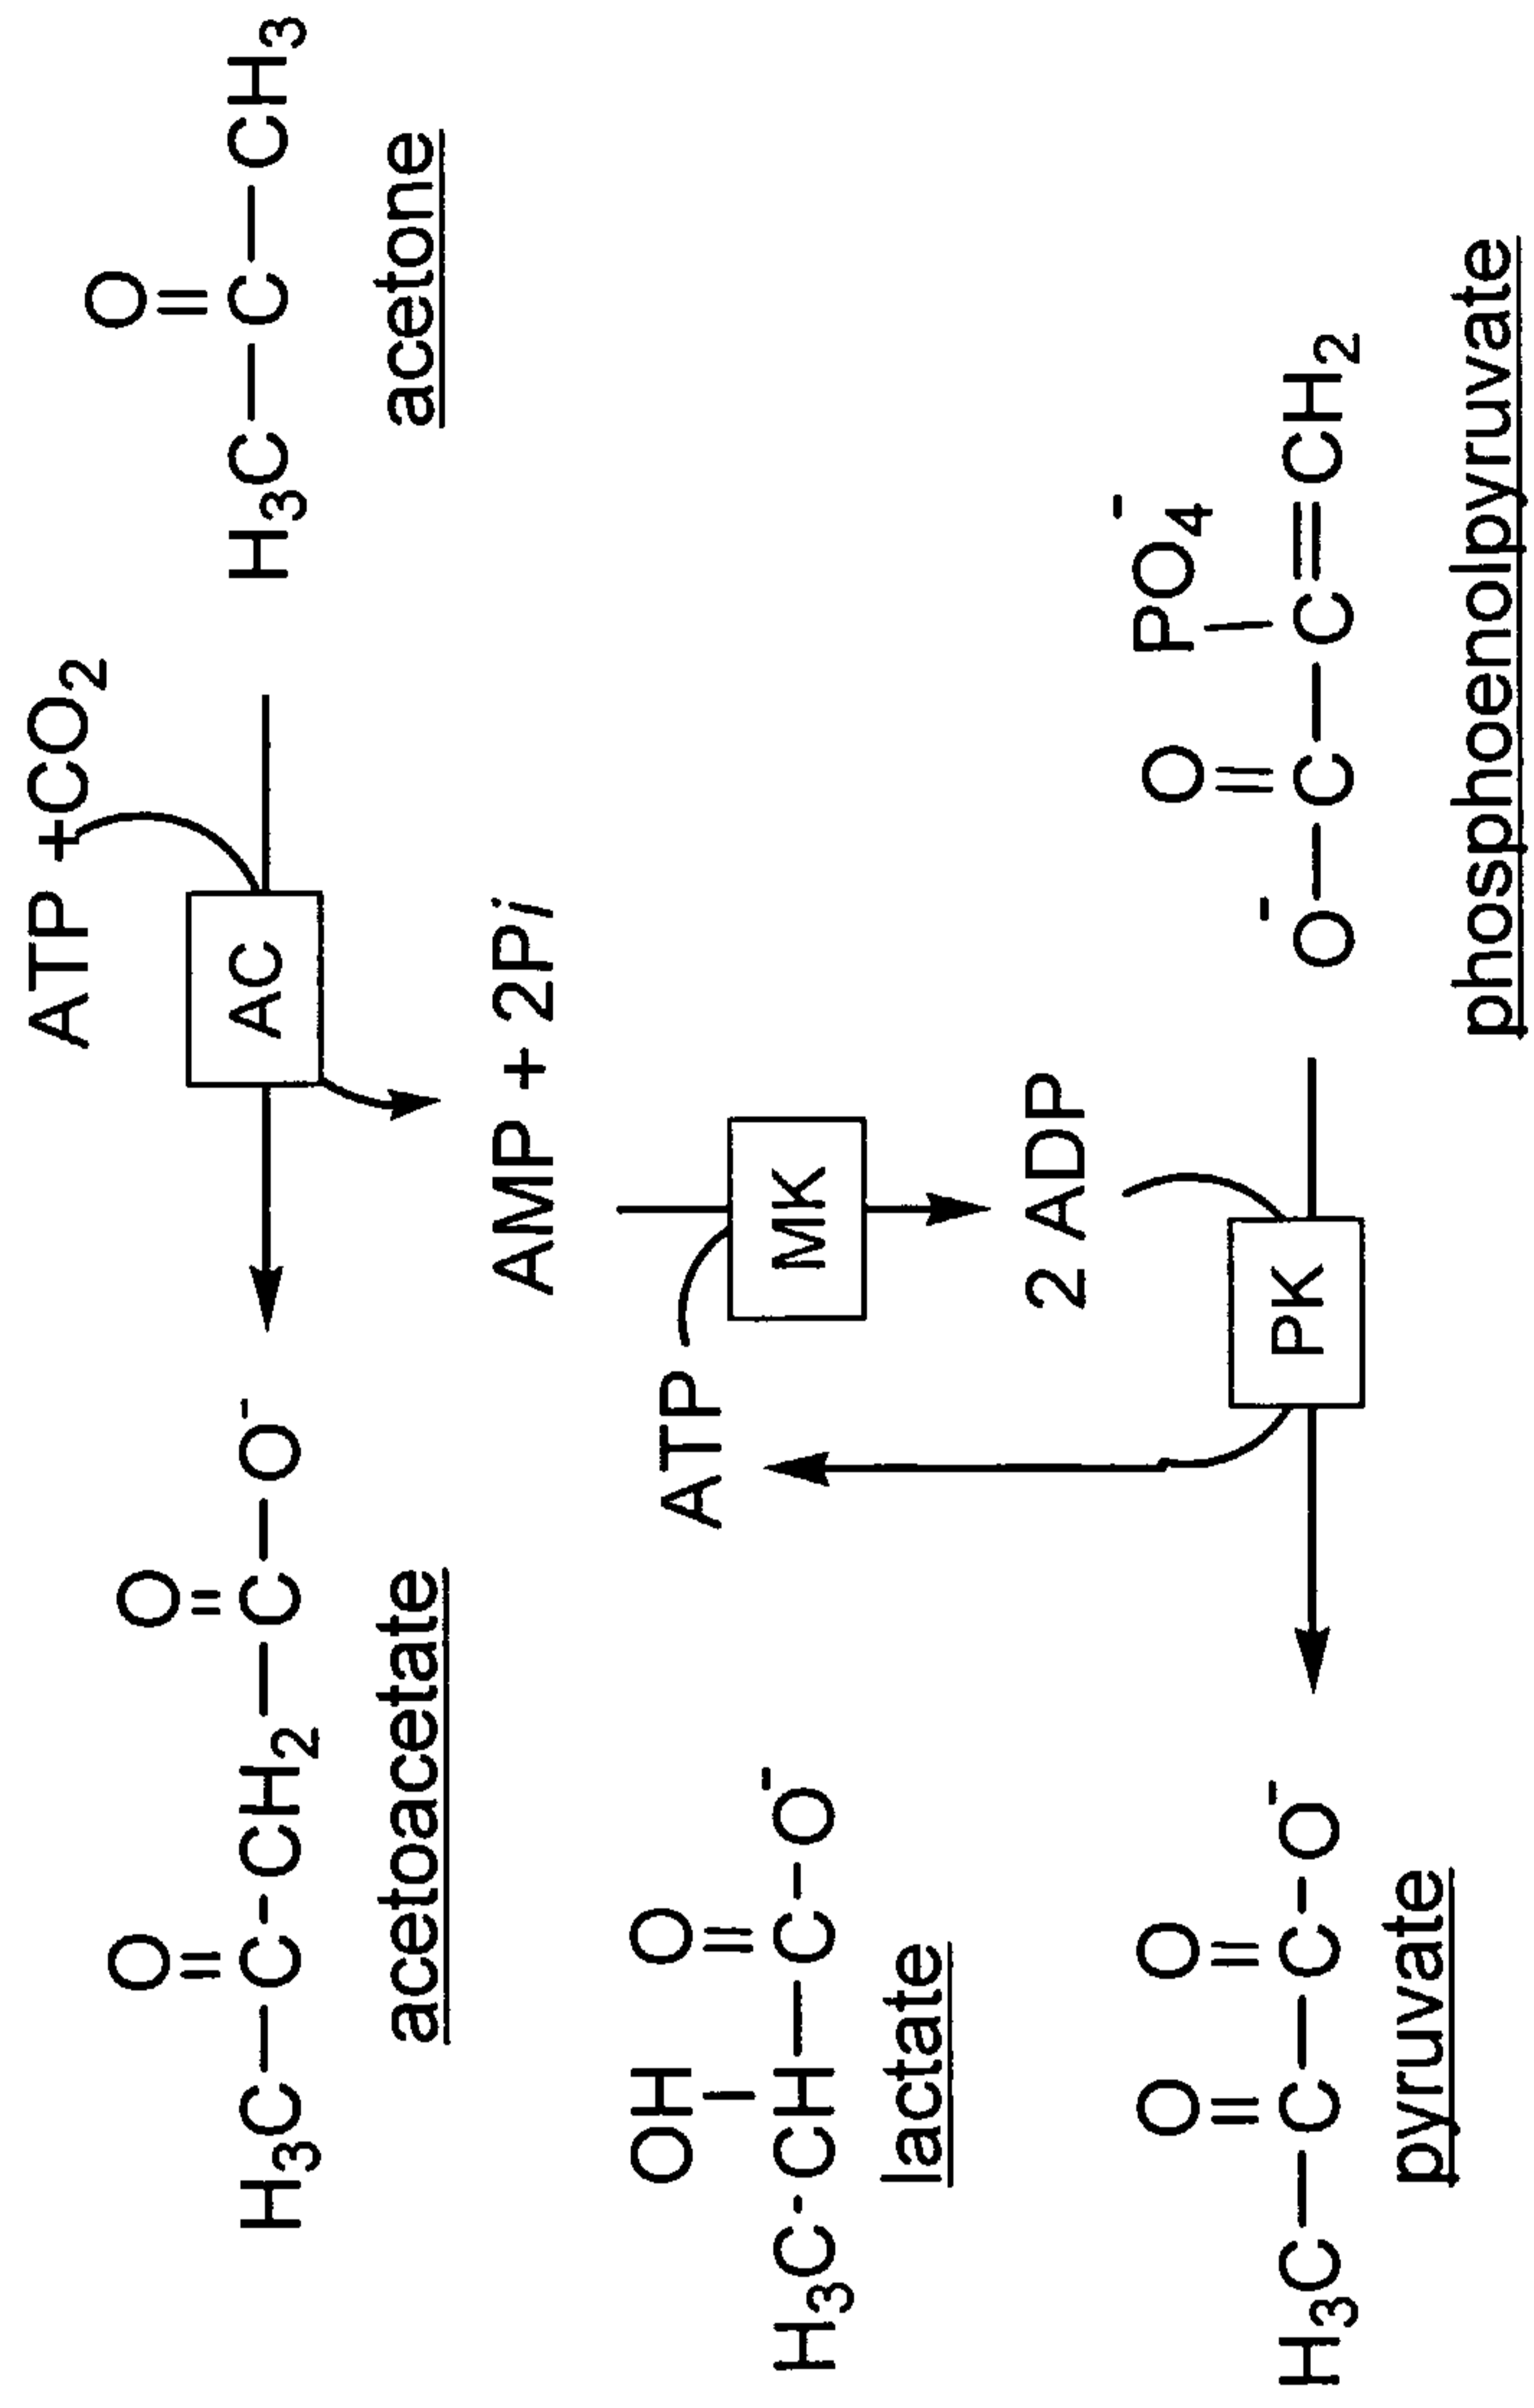 ATP +CO₂
O O O
H₃C—C-CH₂—C—O⁻ AC H₃C—C—CH₃
acetoacetate acetone
AMP + 2Pi
OH O ATP
H₃C-CH—C-O⁻ MK
lactate
2 ADP
O O O PO₄⁻
H₃C—C—C-O⁻ PK ⁻O—C—C=CH₂
pyruvate phosphoenolpyruvate